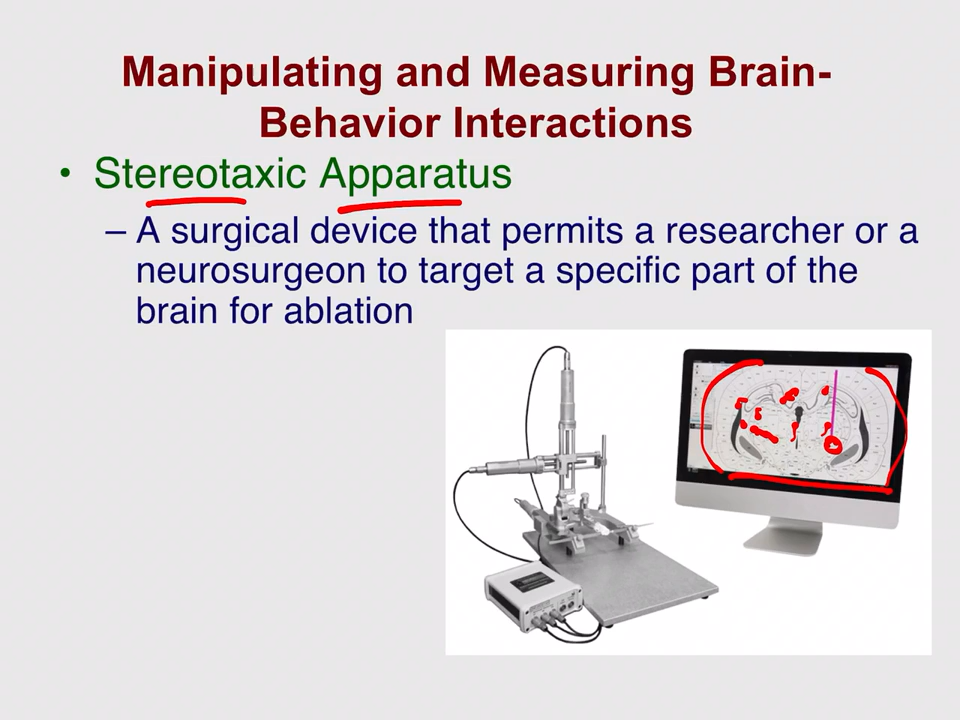 Manipulating and Measuring Brain-
Behavior Interactions
• Stereotaxic Apparatus
– A surgical device that permits a researcher or a
neurosurgeon to target a specific part of the
brain for ablation